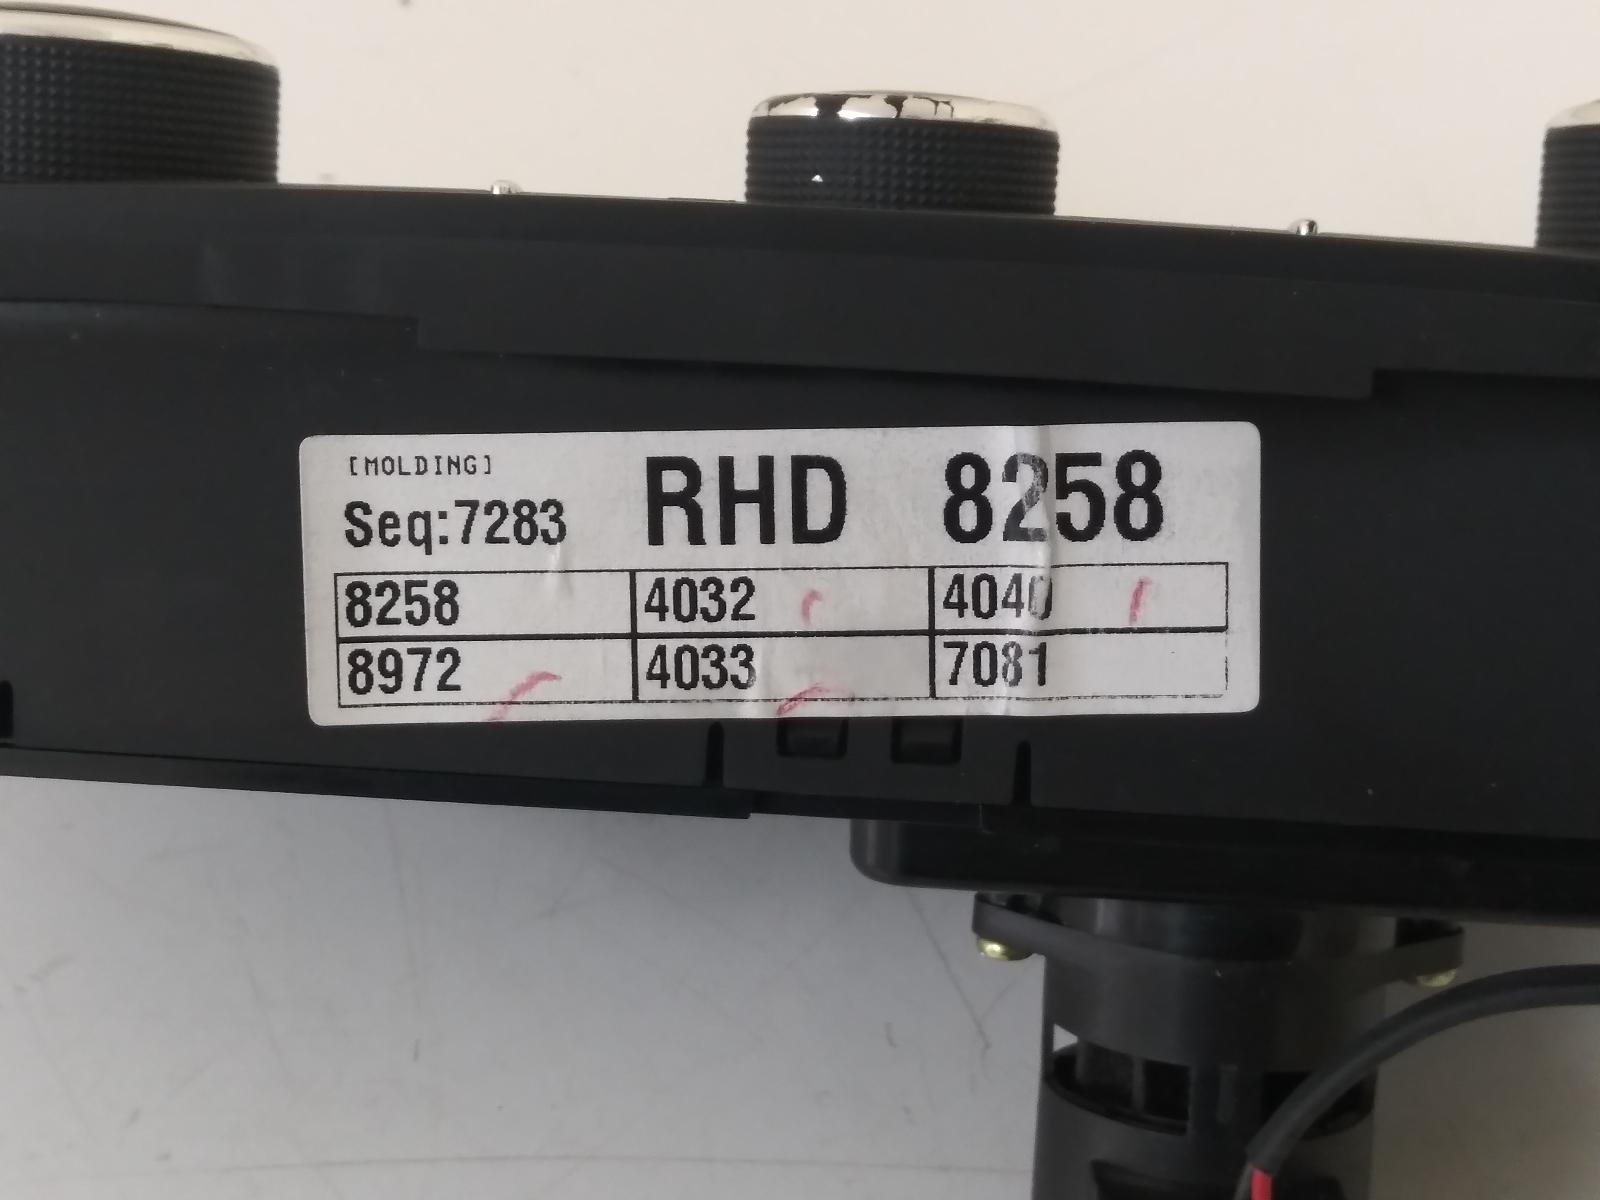 [MOLDING]
Seq:7283 RHD 8258
8258 4032 4040
8972 4033 7081